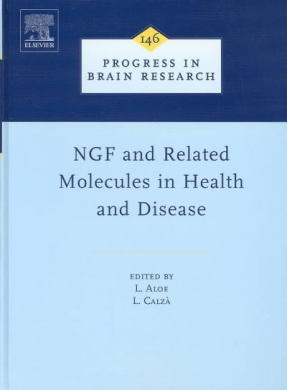 ELSEVIER
146
PROGRESS IN
BRAIN RESEARCH
NGF and Related
Molecules in Health
and Disease
EDITED BY
L. ALOE
L. CALZÀ